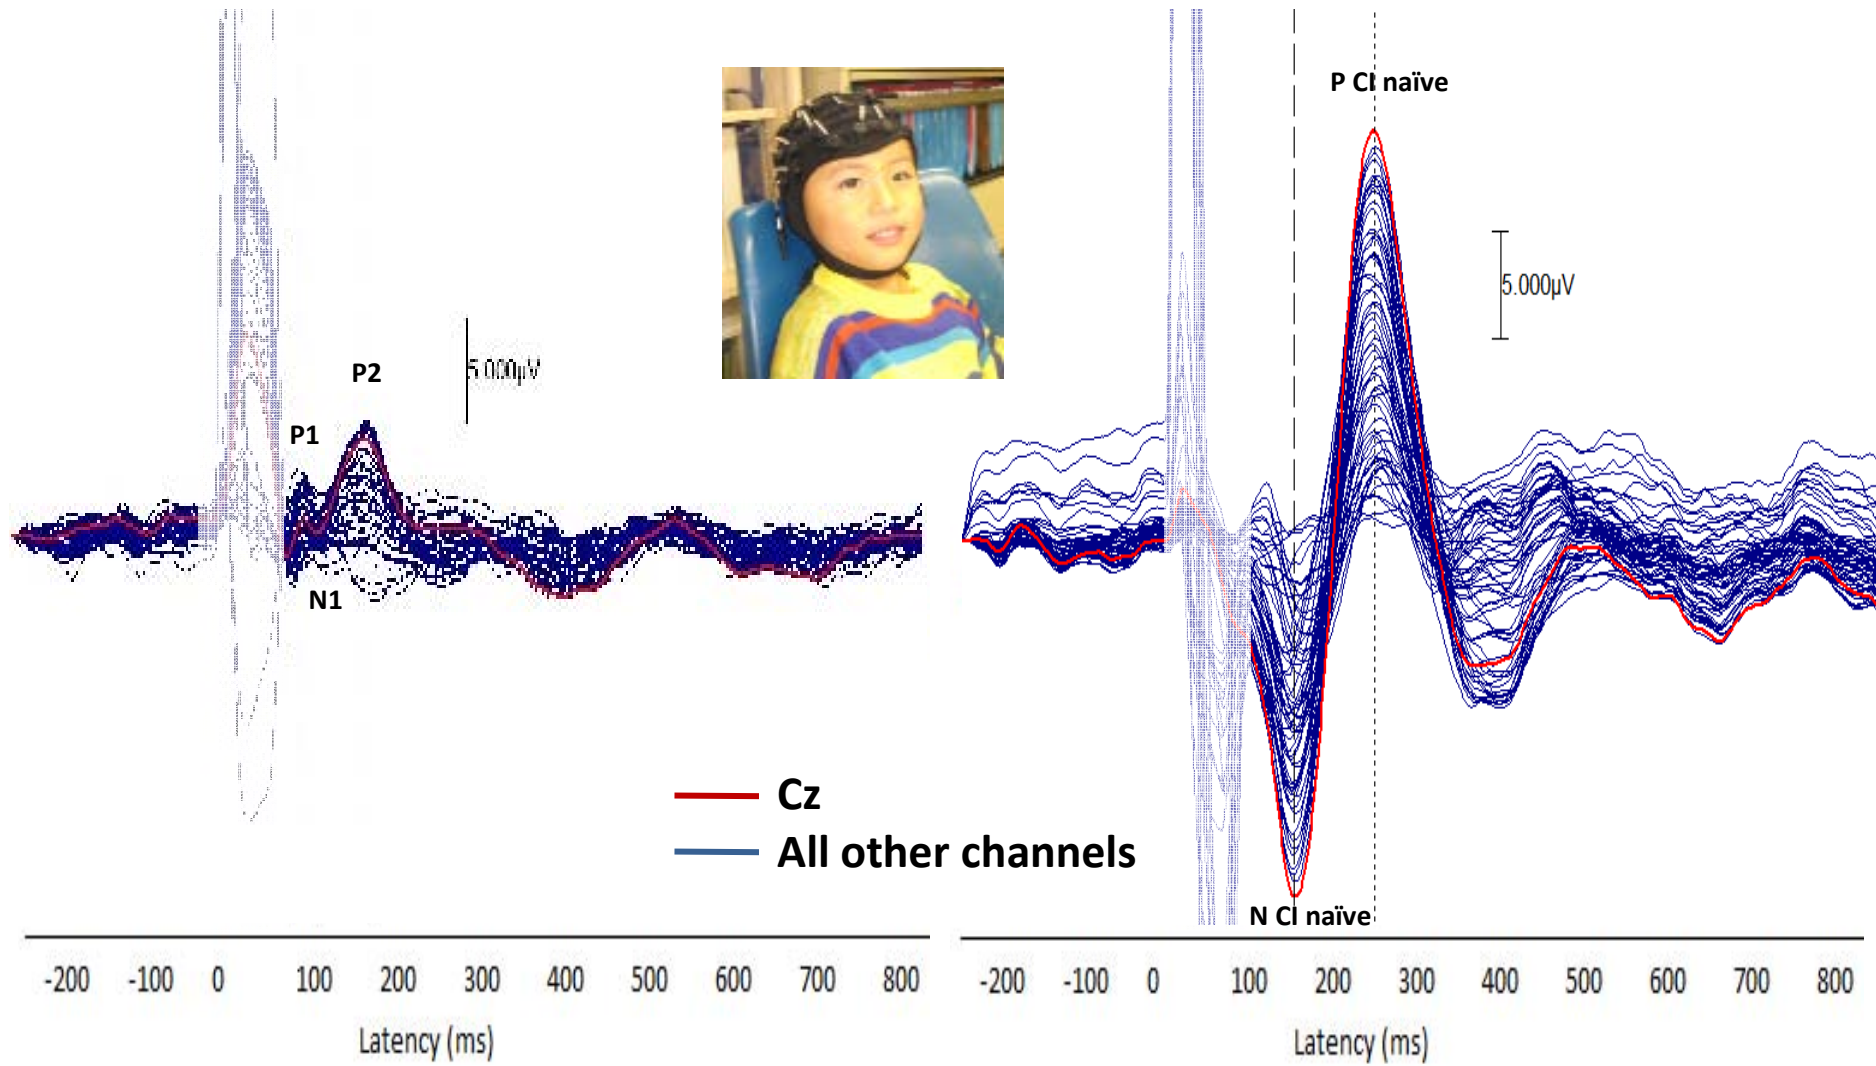 P CI naïve
5.000µV
P2
5.000µV
P1
N1
Cz
All other channels
N CI naïve
-200 -100 0 100 200 300 400 500 600 700 800
Latency (ms)
-200 -100 0 100 200 300 400 500 600 700 800
Latency (ms)